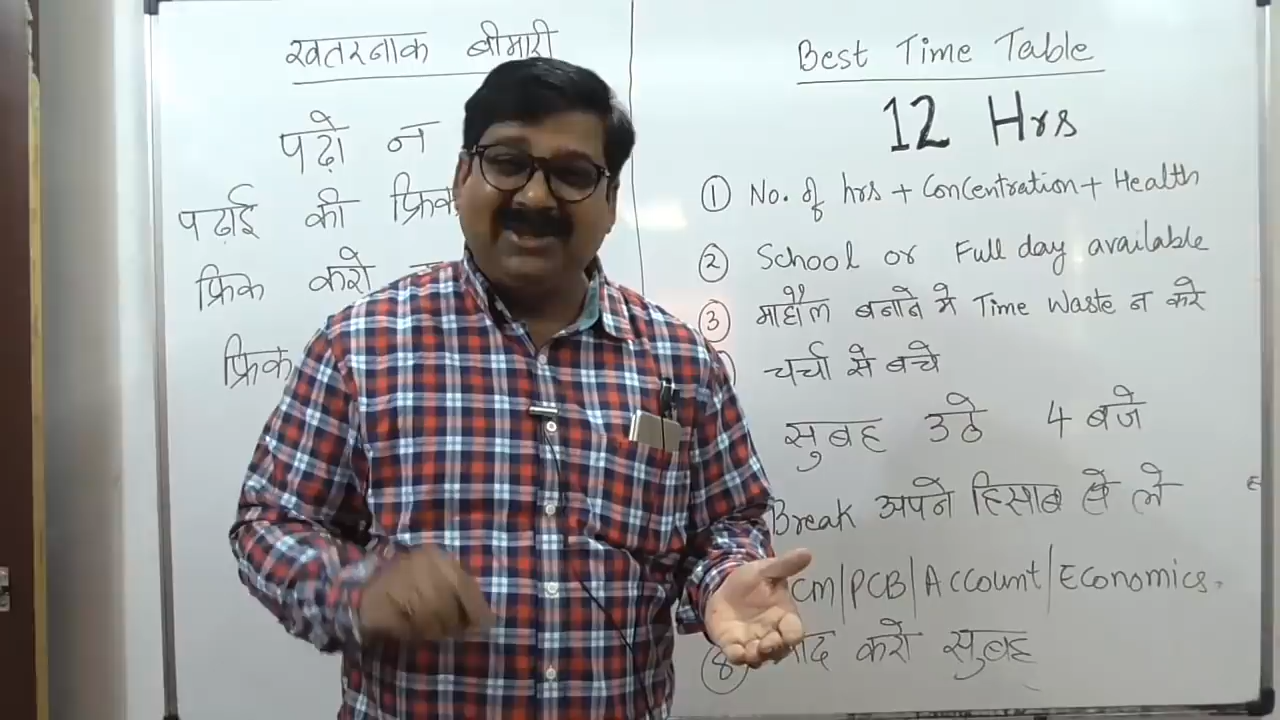 खतरनाक बीमारी
पढ़ो न
पढ़ाई की फ्रिक
फ्रिक करो
फ्रिक
Best Time Table
12 Hrs
① No. of hrs + Concentration + Health
② School or Full day available
③ माहौल बनाने मे Time Waste न करे
चर्चा से बचे
सुबह उठे 4 बजे
Break अपने हिसाब से ले
CM/PCB/Account/Economics.
⑧ याद करो सुबह